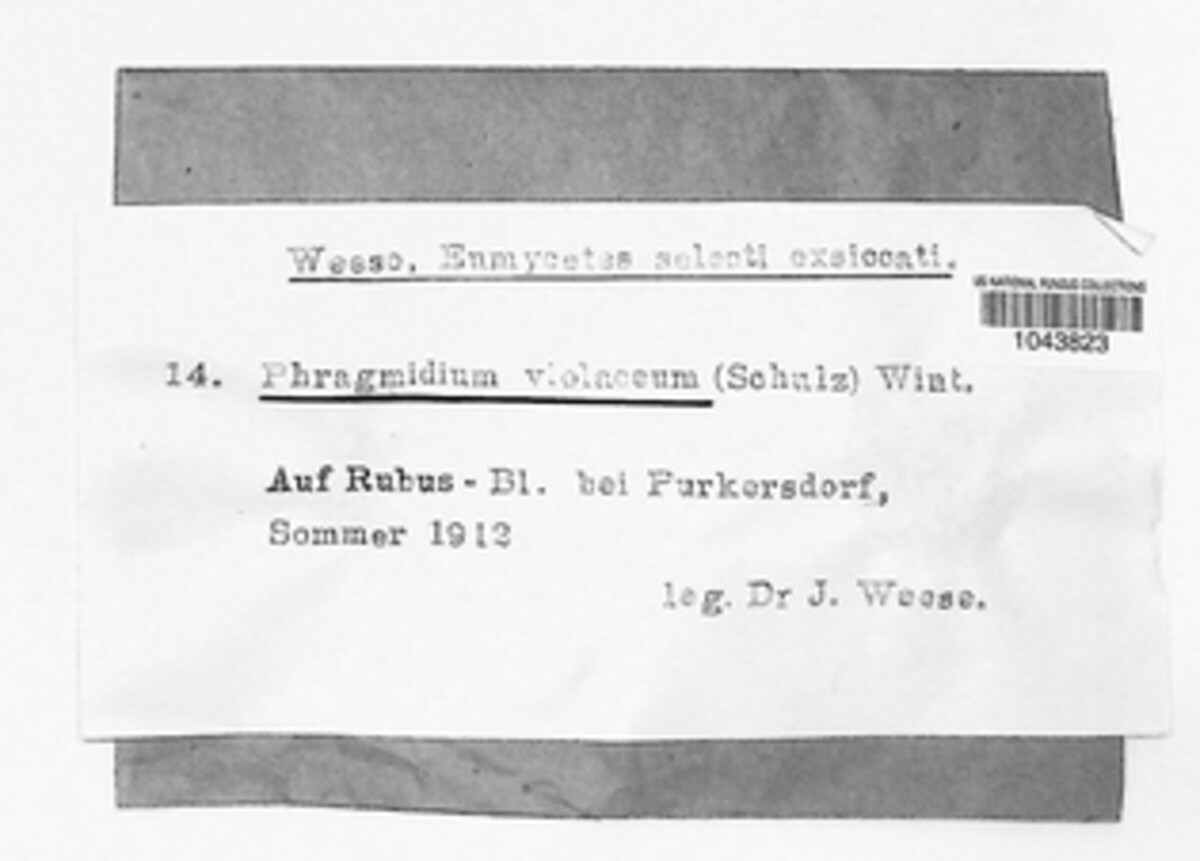 Weese, Eumycetes selecti exsiccati.
US NATIONAL FUNGUS COLLECTIONS
1043823
14. Phragmidium violaceum (Schulz) Wint.
Auf Rubus - Bl. bei Purkersdorf,
Sommer 1912
leg. Dr J. Weese.